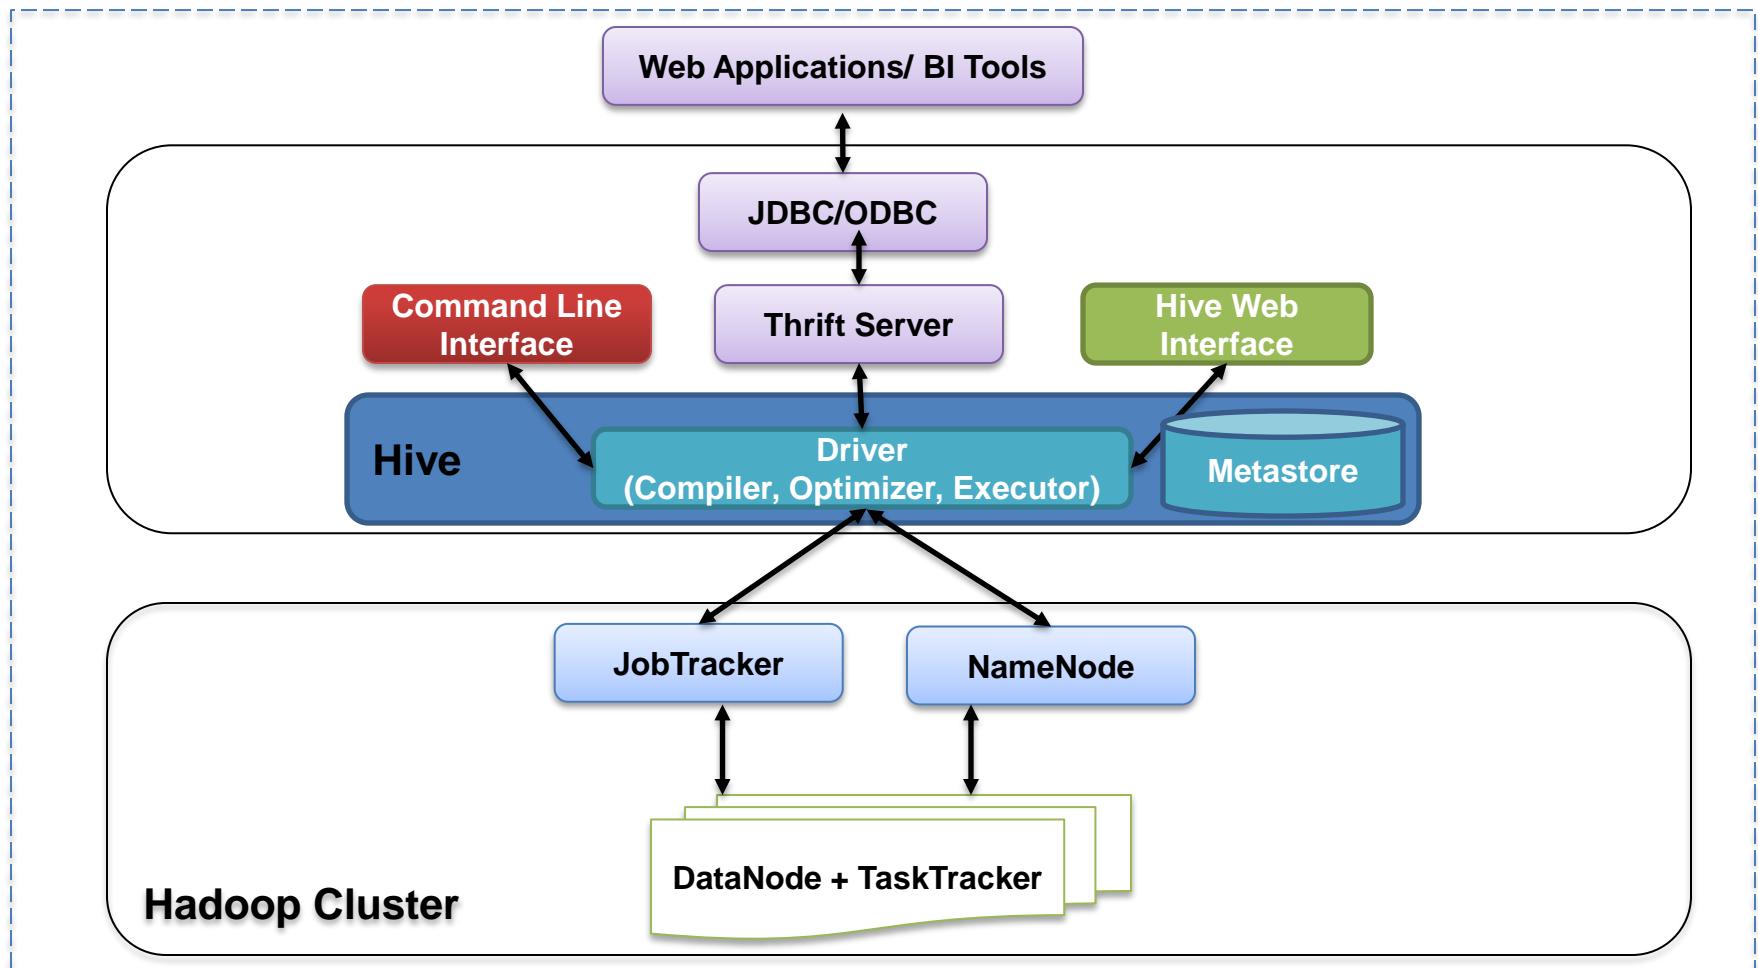 Web Applications/ BI Tools
JDBC/ODBC
Command Line
Interface
Thrift Server
Hive Web
Interface
Hive
Driver
(Compiler, Optimizer, Executor)
Metastore
JobTracker
NameNode
DataNode + TaskTracker
Hadoop Cluster